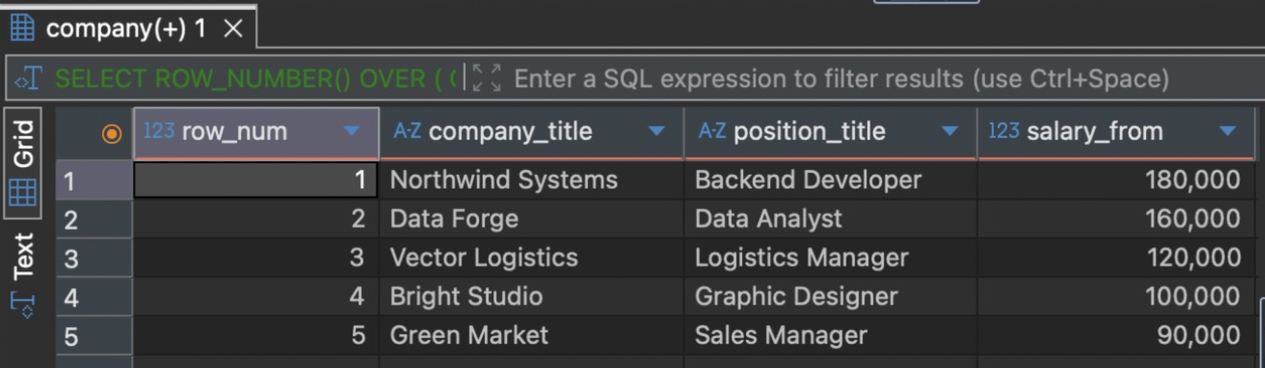 company(+) 1
SELECT ROW_NUMBER() OVER ( Enter a SQL expression to filter results (use Ctrl+Space)
Grid
Text
123 row_num A-Z company_title A-Z position_title 123 salary_from
1 1 Northwind Systems Backend Developer 180,000
2 2 Data Forge Data Analyst 160,000
3 3 Vector Logistics Logistics Manager 120,000
4 4 Bright Studio Graphic Designer 100,000
5 5 Green Market Sales Manager 90,000